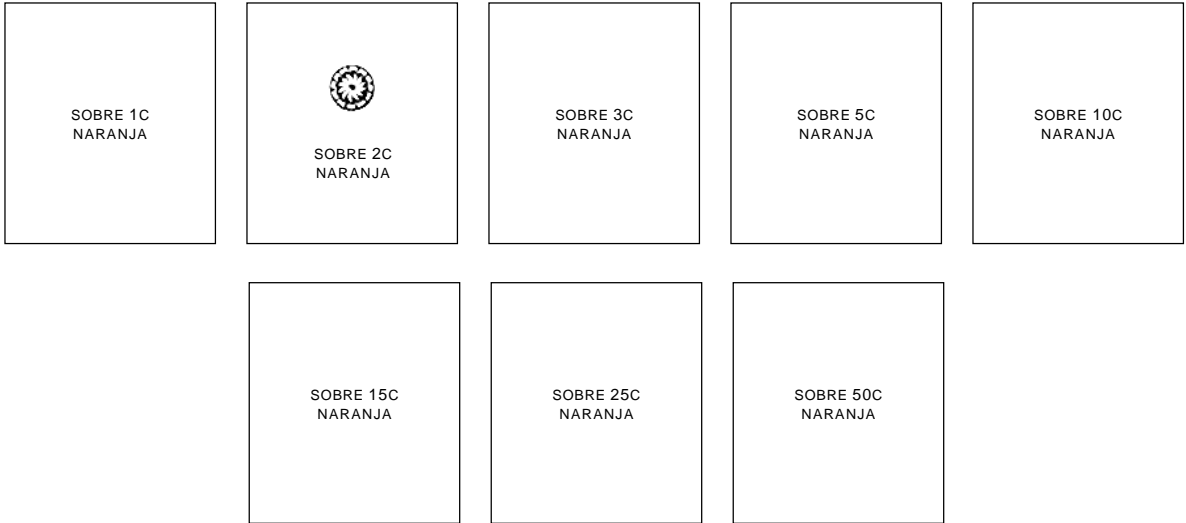 SOBRE 1C
NARANJA
SOBRE 2C
NARANJA
SOBRE 3C
NARANJA
SOBRE 5C
NARANJA
SOBRE 10C
NARANJA
SOBRE 15C
NARANJA
SOBRE 25C
NARANJA
SOBRE 50C
NARANJA